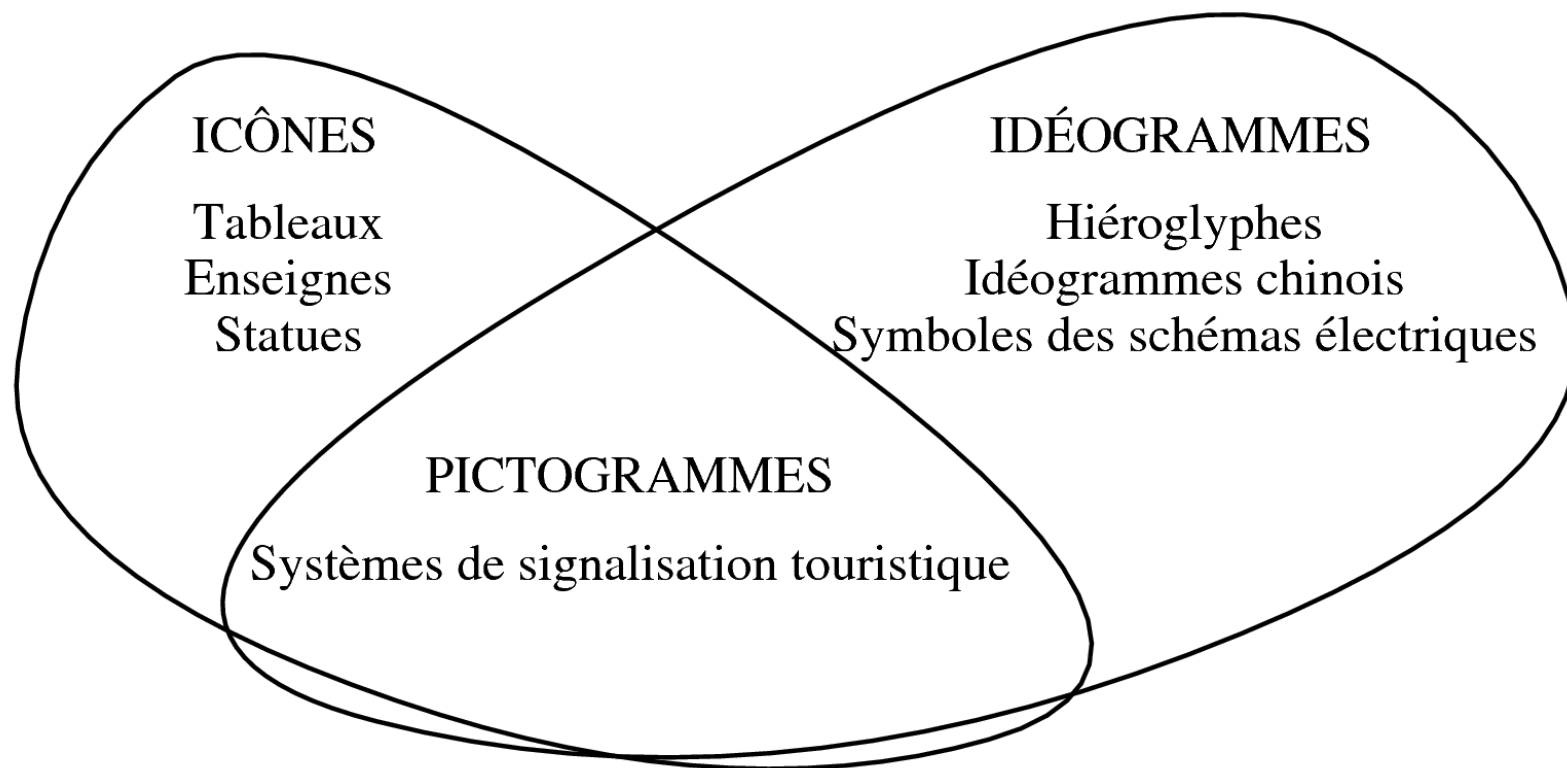 ICÔNES
Tableaux
Enseignes
Statues
IDÉOGRAMMES
Hiéroglyphes
Idéogrammes chinois
Symboles des schémas électriques
PICTOGRAMMES
Systèmes de signalisation touristique